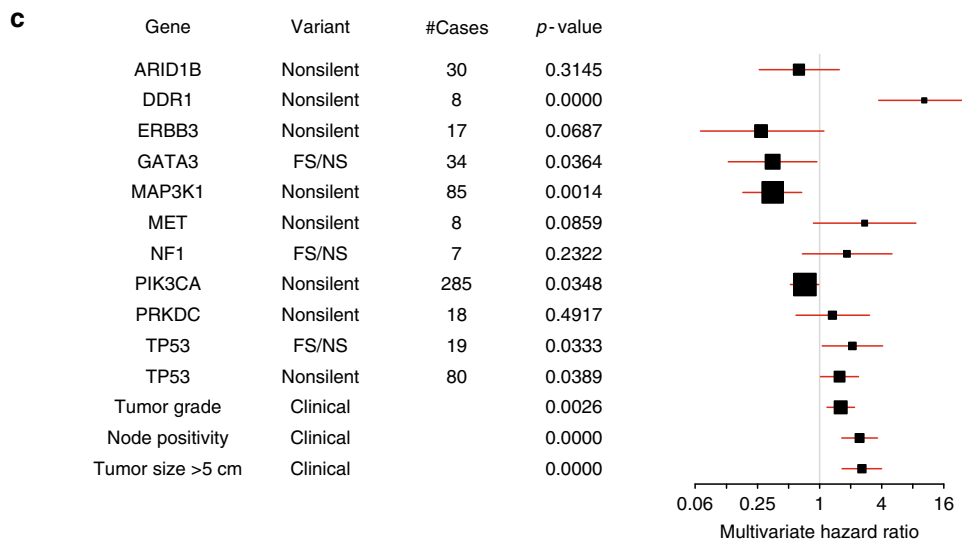 c
Gene Variant #Cases p-value
ARID1B Nonsilent 30 0.3145
DDR1 Nonsilent 8 0.0000
ERBB3 Nonsilent 17 0.0687
GATA3 FS/NS 34 0.0364
MAP3K1 Nonsilent 85 0.0014
MET Nonsilent 8 0.0859
NF1 FS/NS 7 0.2322
PIK3CA Nonsilent 285 0.0348
PRKDC Nonsilent 18 0.4917
TP53 FS/NS 19 0.0333
TP53 Nonsilent 80 0.0389
Tumor grade Clinical 0.0026
Node positivity Clinical 0.0000
Tumor size >5 cm Clinical 0.0000
0.06 0.25 1 4 16
Multivariate hazard ratio